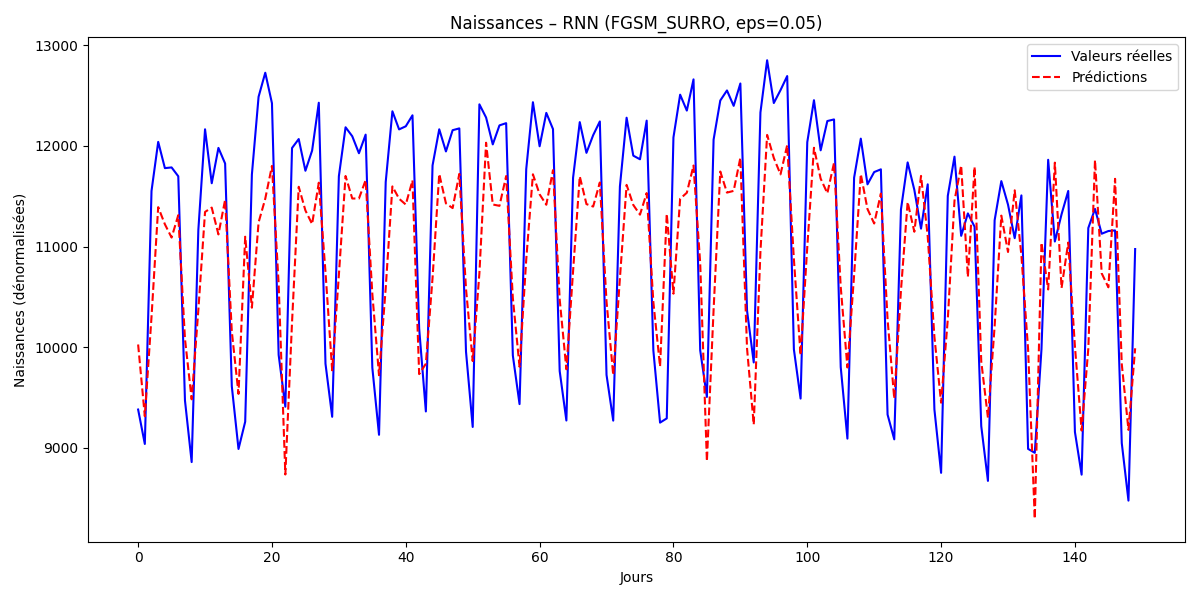 Naissances – RNN (FGSM_SURRO, eps=0.05)
Valeurs réelles
Prédictions
Naissances (dénormalisées)
13000
12000
11000
10000
9000
0 20 40 60 80 100 120 140
Jours